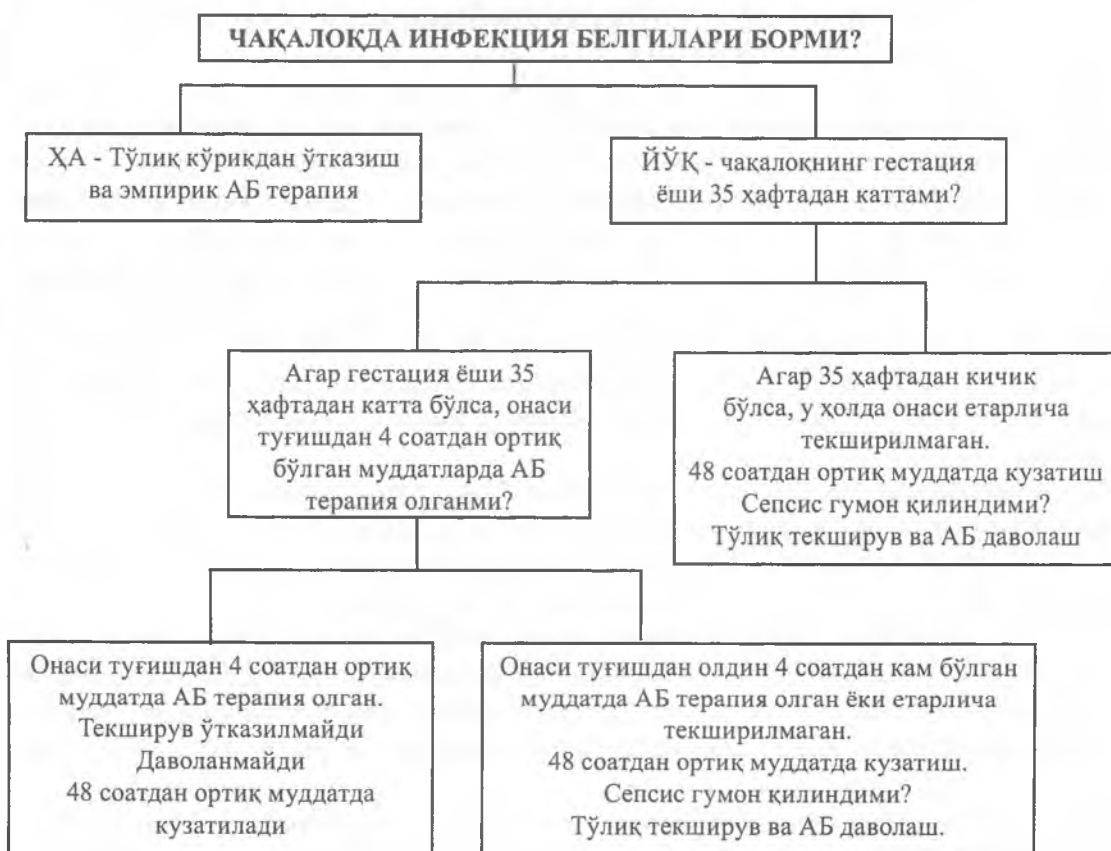 ЧАҚАЛОҚДА ИНФЕКЦИЯ БЕЛГИЛАРИ БОРМИ?
ҲА - Тўлиқ кўрикдан ўтказиш
ва эмпирик АБ терапия
ЙЎҚ - чақалоқнинг гестация
ёши 35 ҳафтадан каттами?
Агар гестация ёши 35
ҳафтадан катта бўлса, онаси
туғишдан 4 соатдан ортиқ
бўлган муддатларда АБ
терапия олганми?
Агар 35 ҳафтадан кичик
бўлса, у ҳолда онаси етарлича
текширилмаган.
48 соатдан ортиқ муддатда кузатиш
Сепсис гумон қилиндими?
Тўлиқ текширув ва АБ даволаш
Онаси туғишдан 4 соатдан ортиқ
муддатда АБ терапия олган.
Текширув ўтказилмайди
Даволанмайди
48 соатдан ортиқ муддатда
кузатилади
Онаси туғишдан олдин 4 соатдан кам бўлган
муддатда АБ терапия олган ёки етарлича
текширилмаган.
48 соатдан ортиқ муддатда кузатиш.
Сепсис гумон қилиндими?
Тўлиқ текширув ва АБ даволаш.